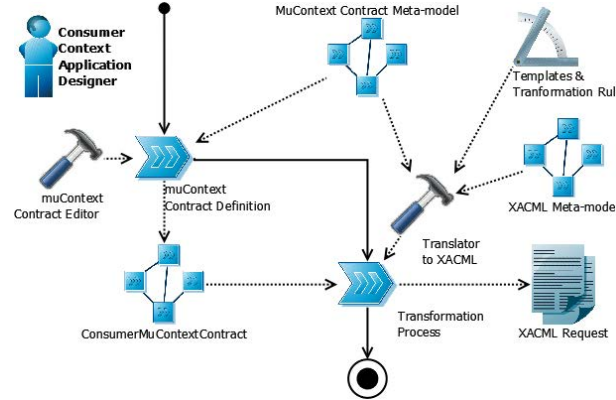 Consumer
Context
Application
Designer
MuContext Contract Meta-model
Templates &
Tranformation Rul
muContext
Contract Editor
muContext
Contract Definition
XACML Meta-mode
Translator
to XACML
ConsumerMuContextContract
Transformation
Process
XACML Request